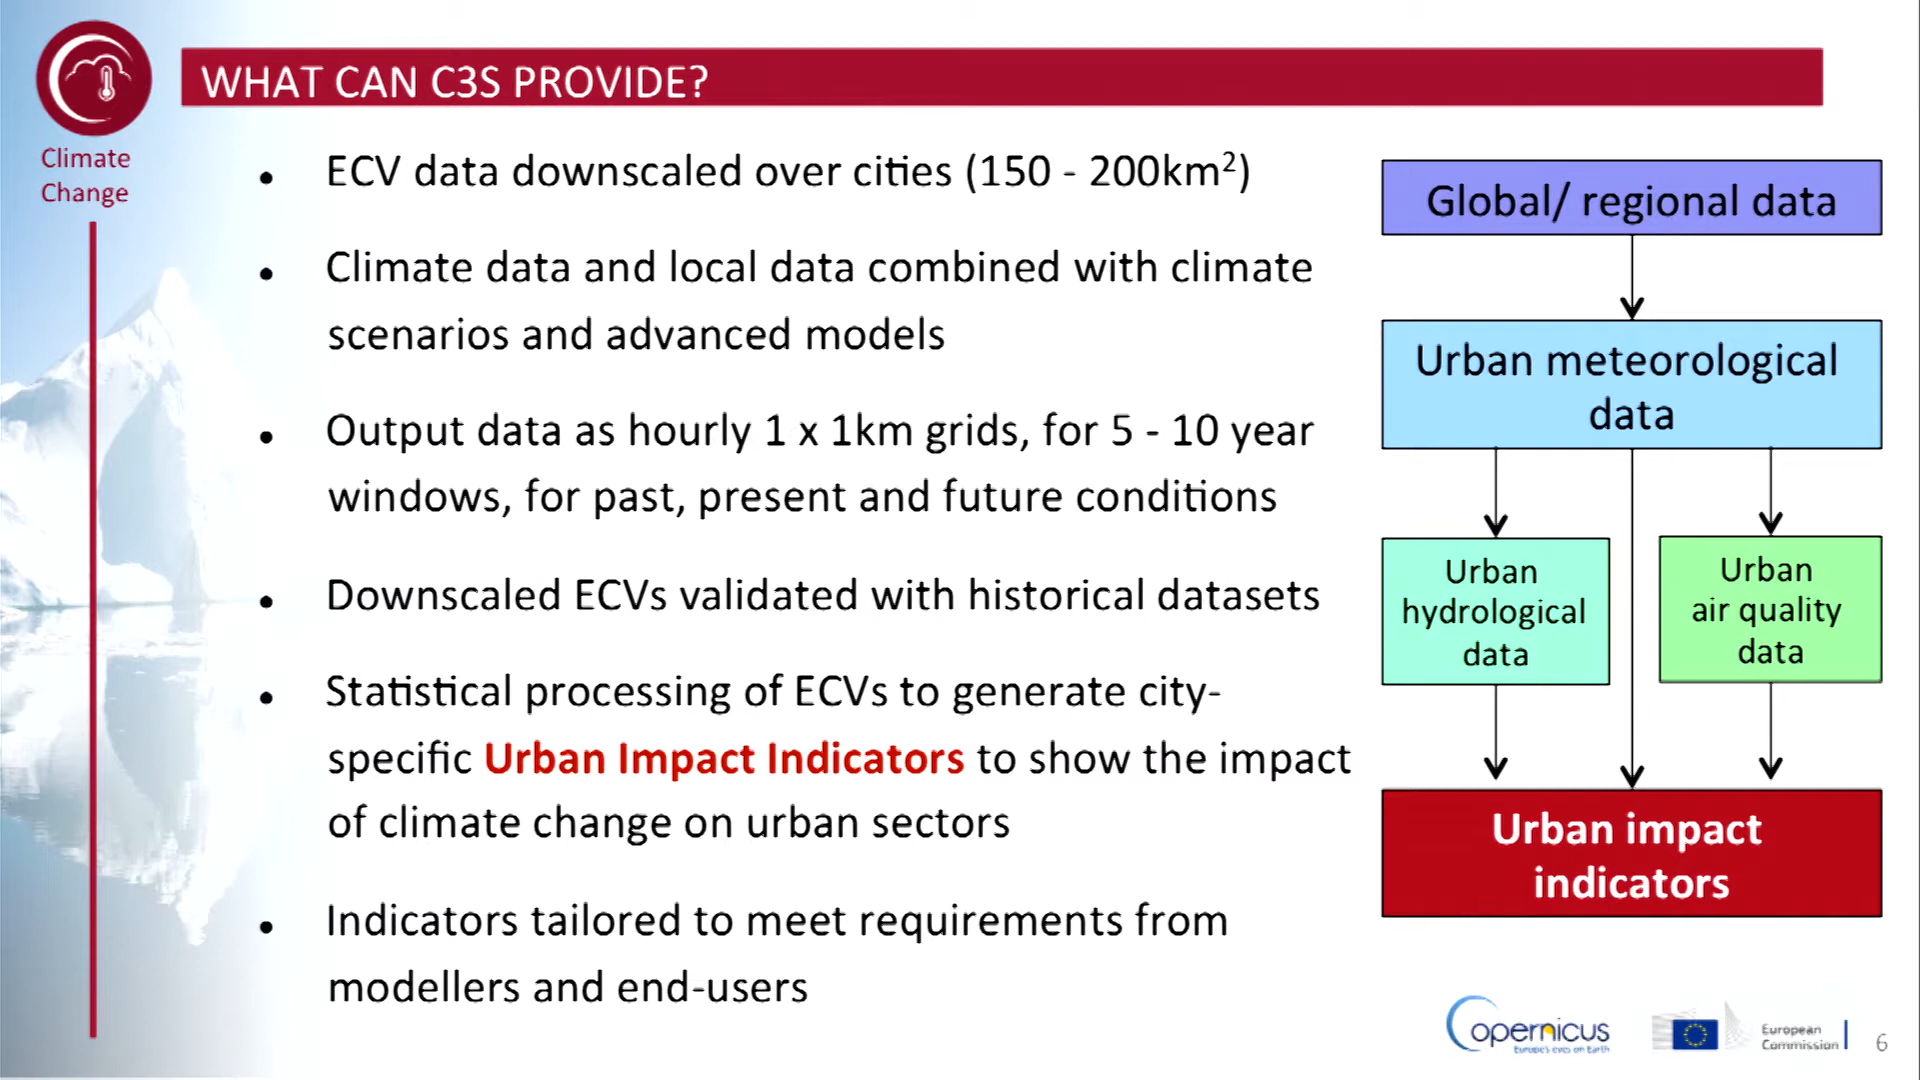 WHAT CAN C3S PROVIDE?
Climate
Change
• ECV data downscaled over cities (150 - 200km²)
• Climate data and local data combined with climate
scenarios and advanced models
• Output data as hourly 1 x 1km grids, for 5 - 10 year
windows, for past, present and future conditions
• Downscaled ECVs validated with historical datasets
• Statistical processing of ECVs to generate city-
specific Urban Impact Indicators to show the impact
of climate change on urban sectors
• Indicators tailored to meet requirements from
modellers and end-users
Global/ regional data
Urban meteorological
data
Urban
hydrological
data
Urban
air quality
data
Urban impact
indicators
opernicus
Europe's eyes on Earth
European
Commission
6